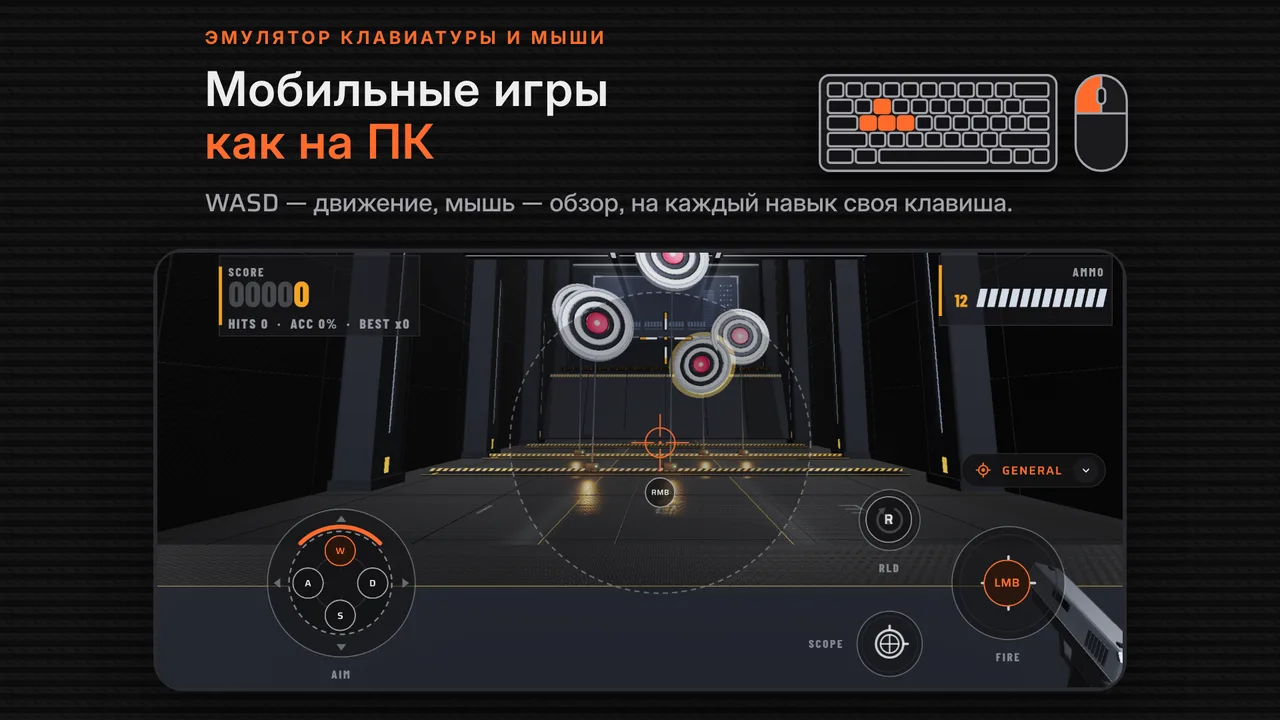 ЭМУЛЯТОР КЛАВИАТУРЫ И МЫШИ
Мобильные игры
как на ПК
WASD — движение, мышь — обзор, на каждый навык своя клавиша.
SCORE
00000
HITS 0 · ACC 0% · BEST x0
AMMO
12
GENERAL
RMB
R
RLD
W
A
D
S
AIM
LMB
FIRE
SCOPE